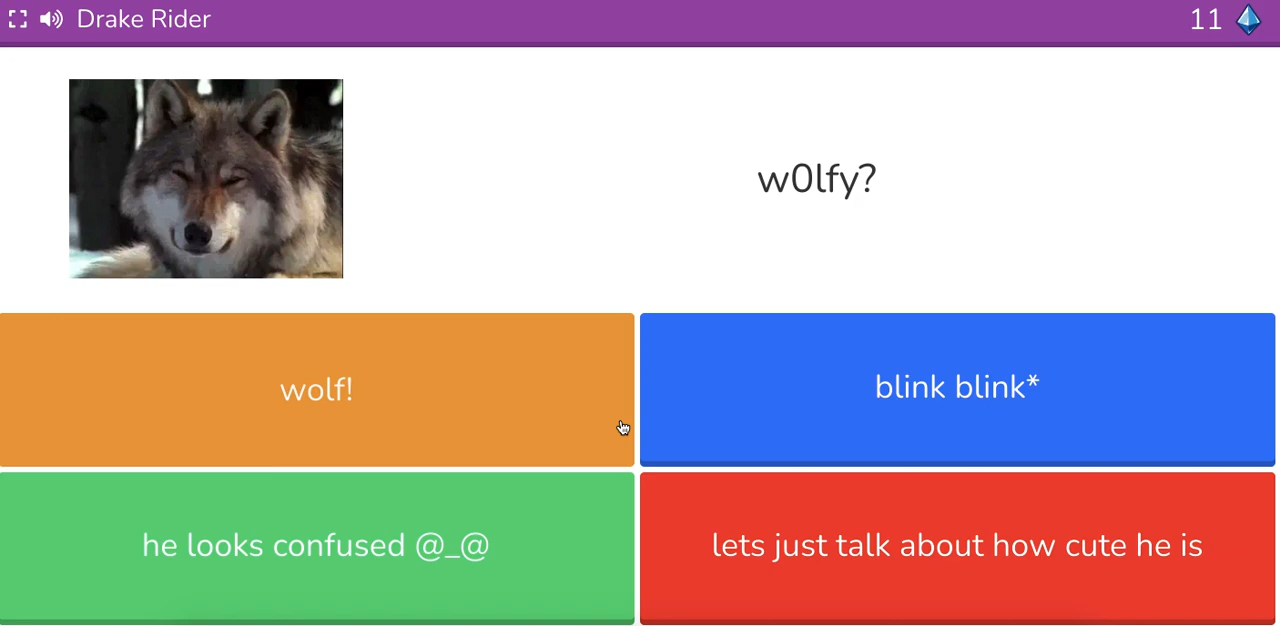 Drake Rider
11
w0lfy?
wolf!
blink blink*
he looks confused @_@
lets just talk about how cute he is